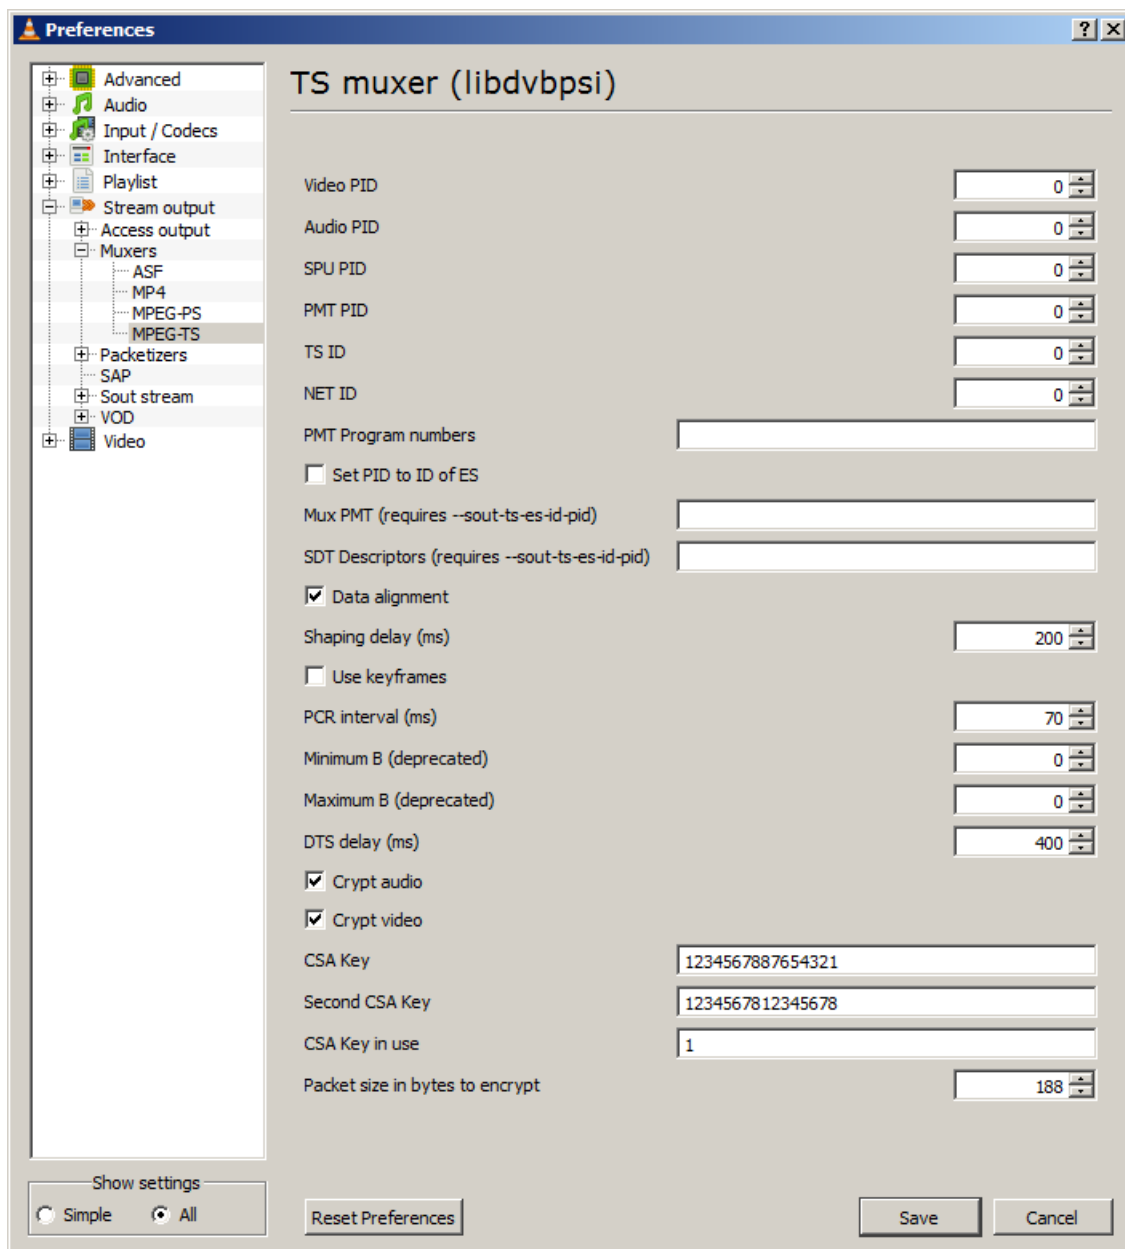 Preferences
Advanced
Audio
Input / Codecs
Interface
Playlist
Stream output
Access output
Muxers
ASF
MP4
MPEG-PS
MPEG-TS
Packetizers
SAP
Sout stream
VOD
Video
Show settings
Simple
All
TS muxer (libdvbpsi)
Video PID 0
Audio PID 0
SPU PID 0
PMT PID 0
TS ID 0
NET ID 0
PMT Program numbers
Set PID to ID of ES
Mux PMT (requires --sout-ts-es-id-pid)
SDT Descriptors (requires --sout-ts-es-id-pid)
Data alignment
Shaping delay (ms) 200
Use keyframes
PCR interval (ms) 70
Minimum B (deprecated) 0
Maximum B (deprecated) 0
DTS delay (ms) 400
Crypt audio
Crypt video
CSA Key 1234567887654321
Second CSA Key 1234567812345678
CSA Key in use 1
Packet size in bytes to encrypt 188
Reset Preferences
Save
Cancel